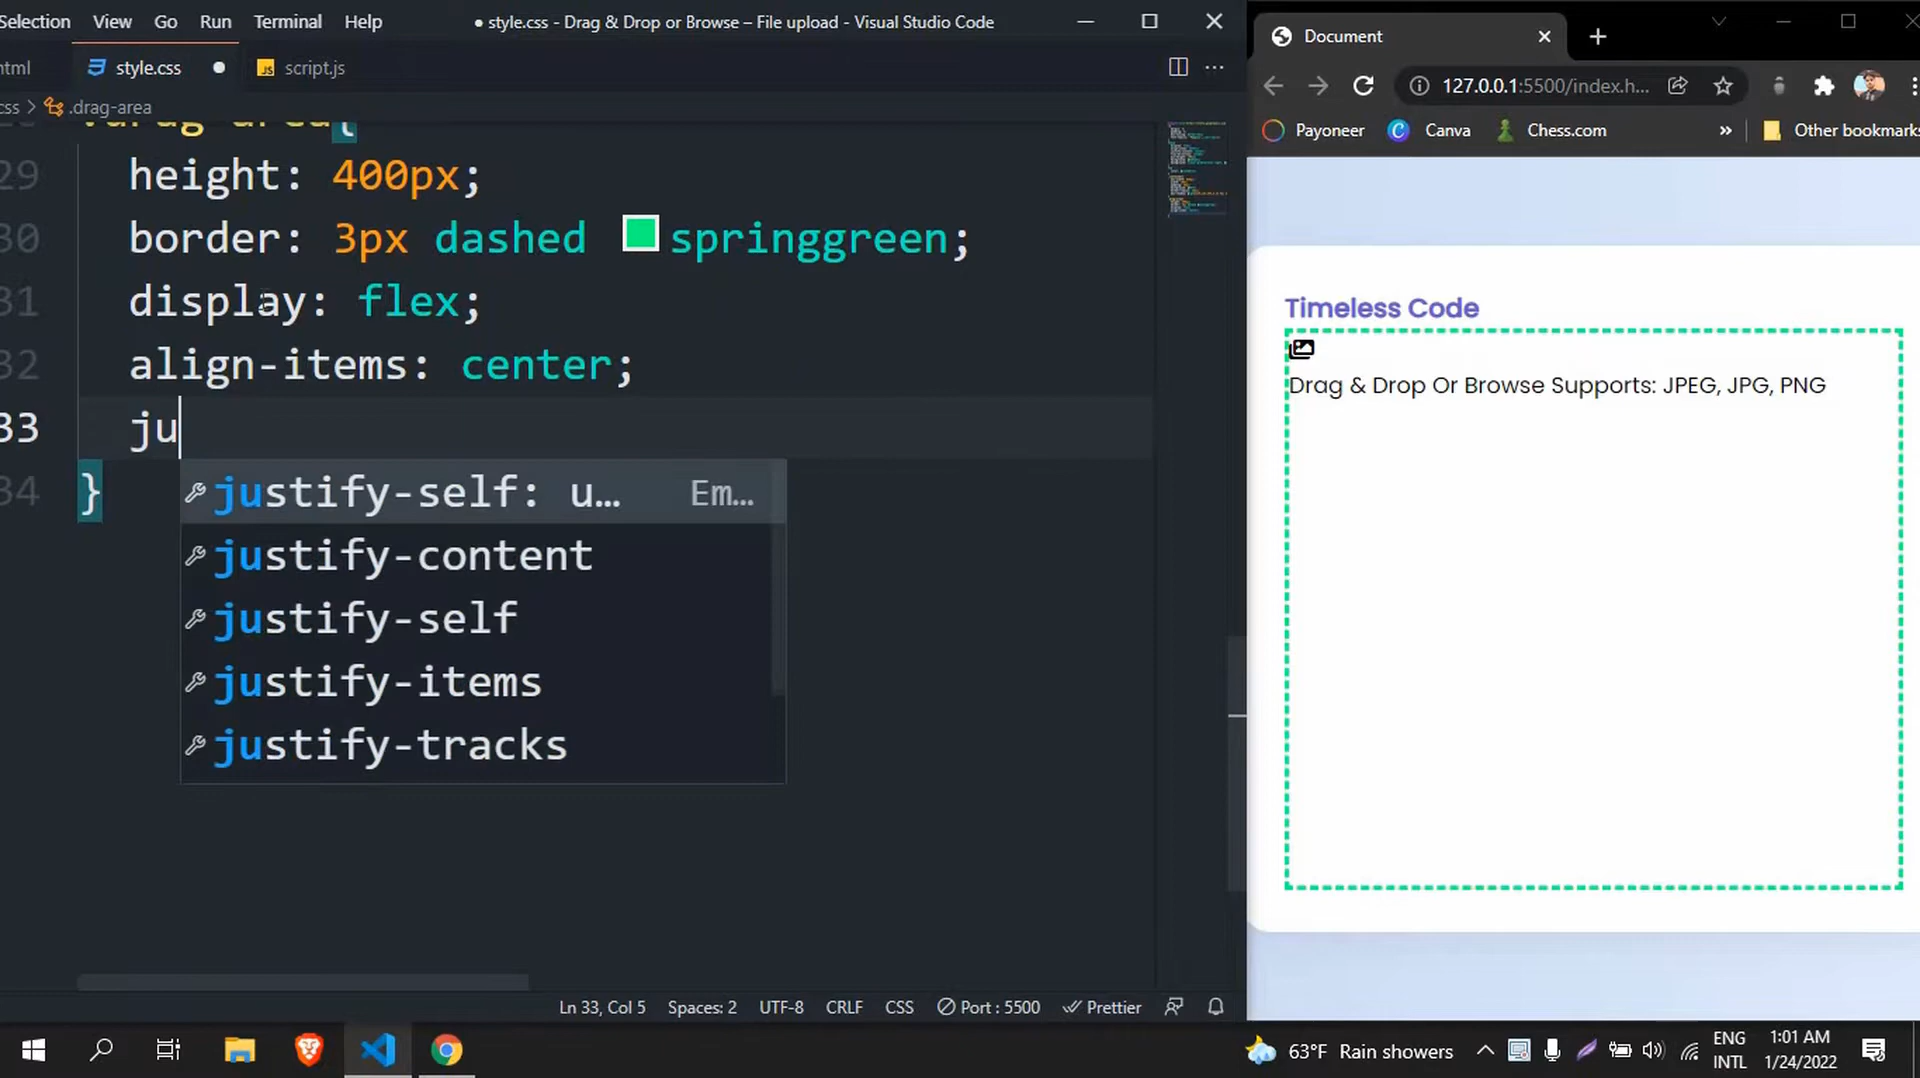 Selection View Go Run Terminal Help ● style.css - Drag & Drop or Browse – File upload - Visual Studio Code
html style.css JS script.js
css > .drag-area
29 height: 400px;
30 border: 3px dashed springgreen;
31 display: flex;
32 align-items: center;
33 ju
34 }
justify-self: u… Em…
justify-content
justify-self
justify-items
justify-tracks
Ln 33, Col 5 Spaces: 2 UTF-8 CRLF CSS Port : 5500 Prettier
Document
127.0.0.1:5500/index.h...
Payoneer Canva Chess.com » Other bookmarks
Timeless Code
Drag & Drop Or Browse Supports: JPEG, JPG, PNG
63°F Rain showers
ENG
INTL
1:01 AM
1/24/2022